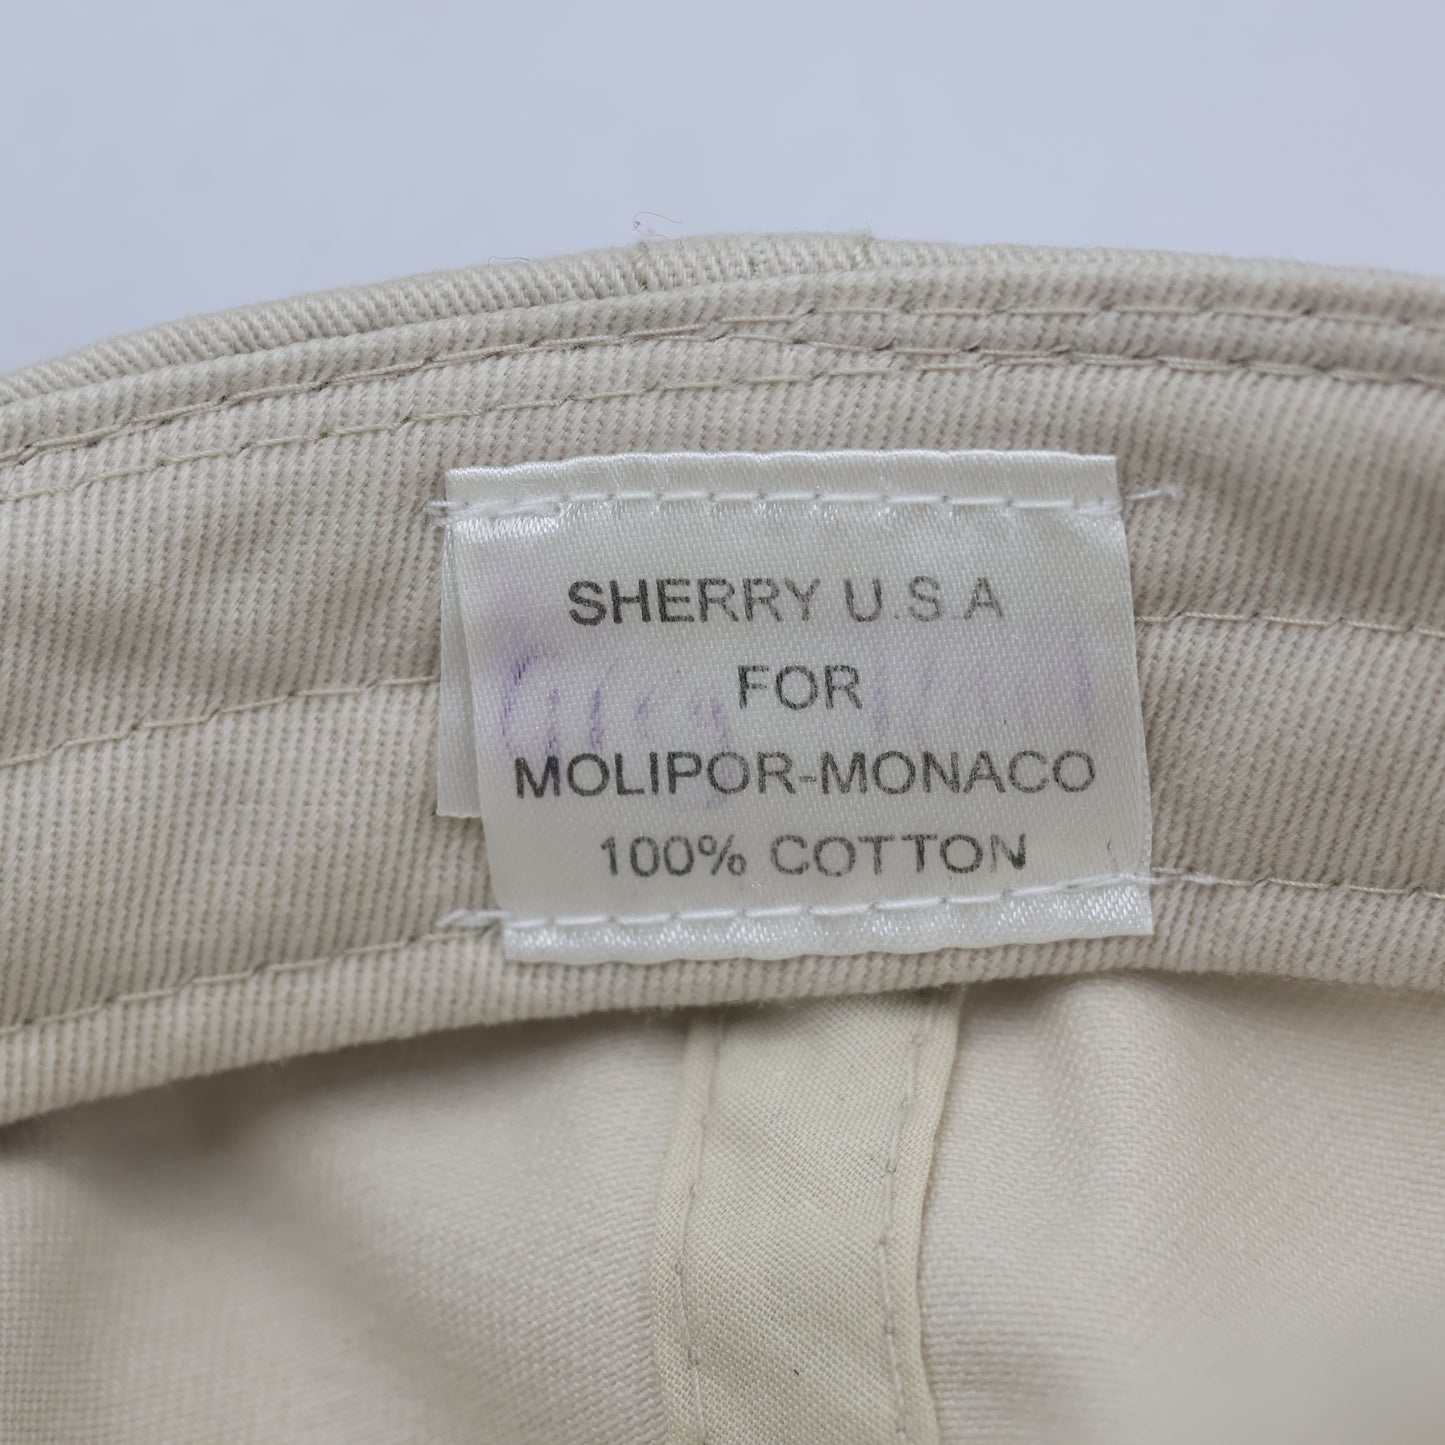 SHERRY U.S.A
FOR
MOLIPOR-MONACO
100% COTTON